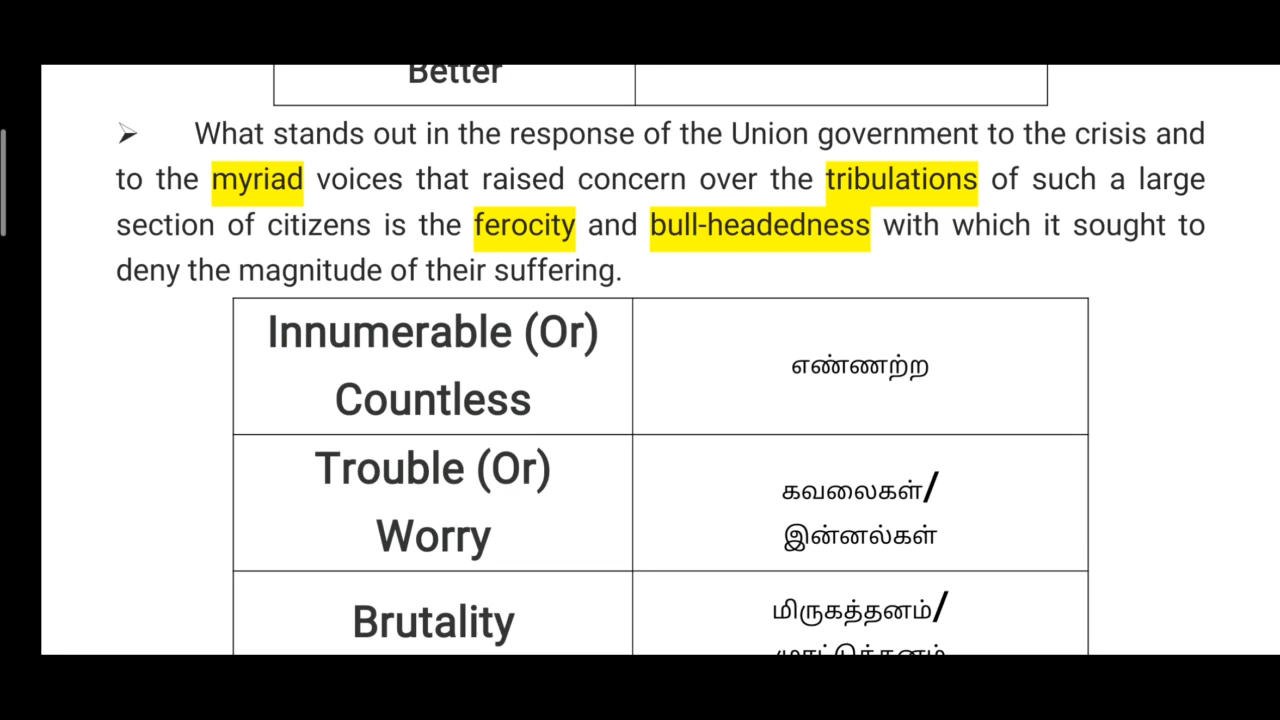 Better
➢ What stands out in the response of the Union government to the crisis and
to the myriad voices that raised concern over the tribulations of such a large
section of citizens is the ferocity and bull-headedness with which it sought to
deny the magnitude of their suffering.
Innumerable (Or)
Countless
எண்ணற்ற
Trouble (Or)
Worry
கவலைகள்/
இன்னல்கள்
Brutality
மிருகத்தனம்/